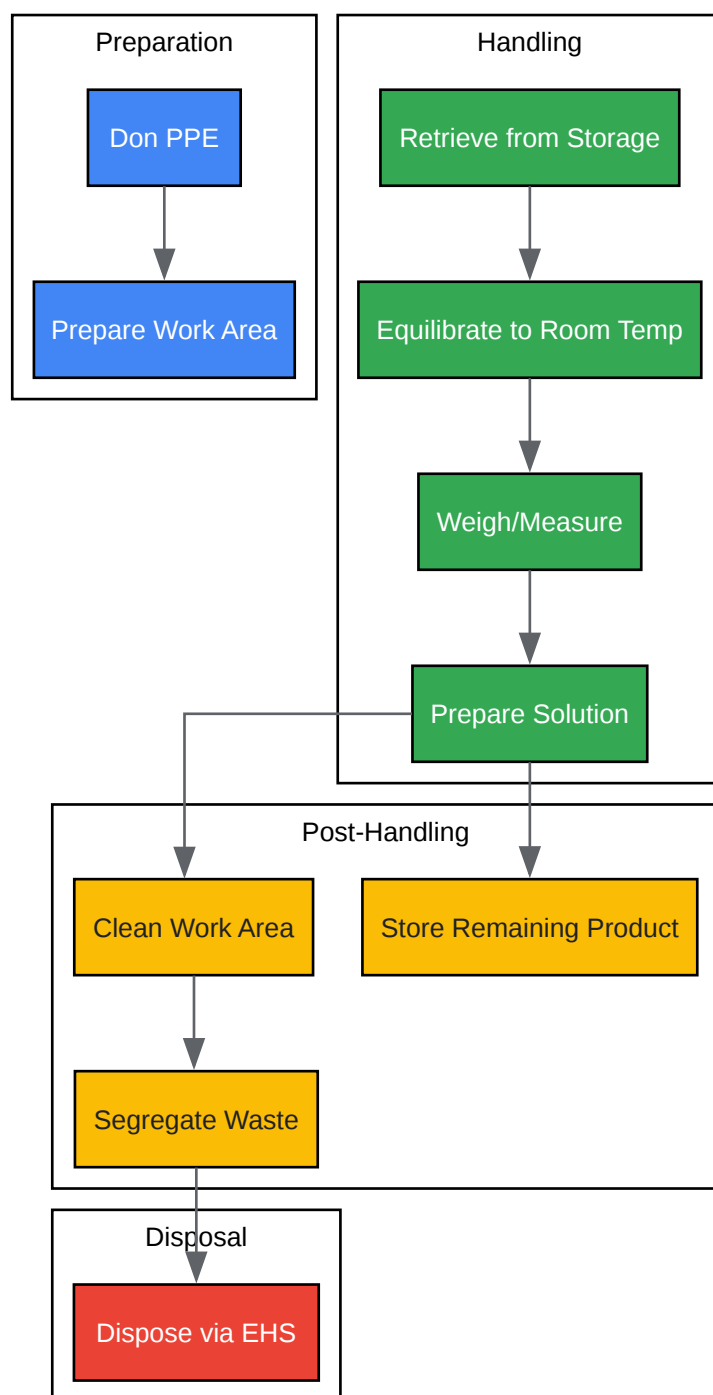 Preparation
Don PPE
Prepare Work Area
Handling
Retrieve from Storage
Equilibrate to Room Temp
Weigh/Measure
Prepare Solution
Post-Handling
Clean Work Area
Store Remaining Product
Segregate Waste
Disposal
Dispose via EHS